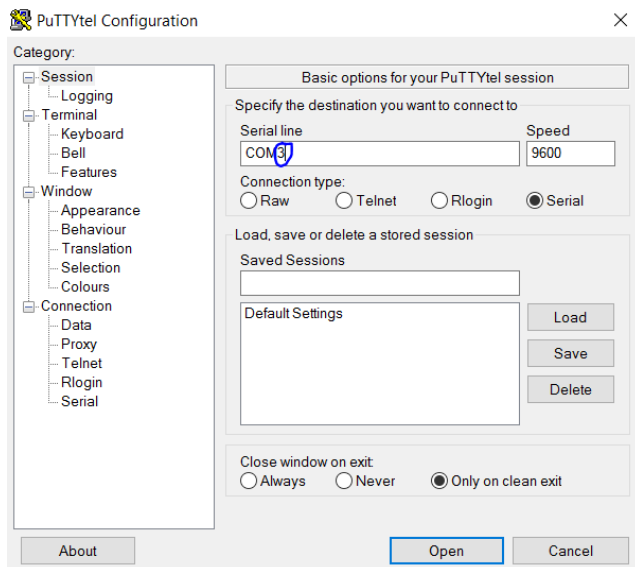 PuTTYtel Configuration
Category:
Session
Logging
Terminal
Keyboard
Bell
Features
Window
Appearance
Behaviour
Translation
Selection
Colours
Connection
Data
Proxy
Telnet
Rlogin
Serial
Basic options for your PuTTYtel session
Specify the destination you want to connect to
Serial line Speed
COM3 9600
Connection type:
Raw Telnet Rlogin Serial
Load, save or delete a stored session
Saved Sessions
Default Settings
Load
Save
Delete
Close window on exit:
Always Never Only on clean exit
About Open Cancel